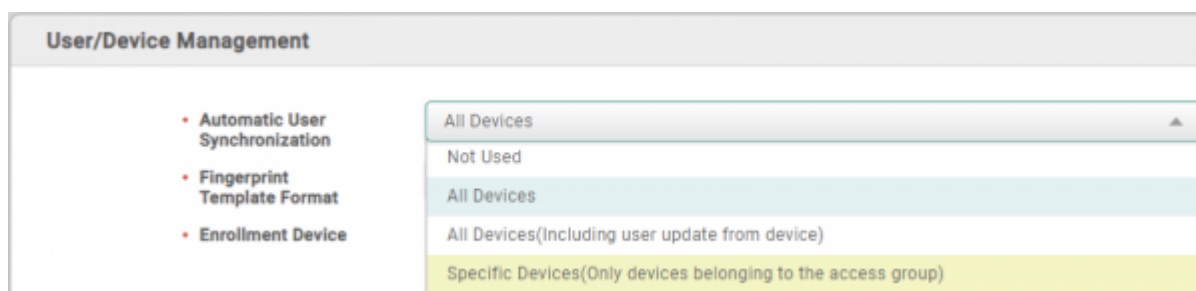 User/Device Management
Automatic User
Synchronization
All Devices
Not Used
Fingerprint
Template Format
All Devices
Enrollment Device
All Devices(Including user update from device)
Specific Devices(Only devices belonging to the access group)